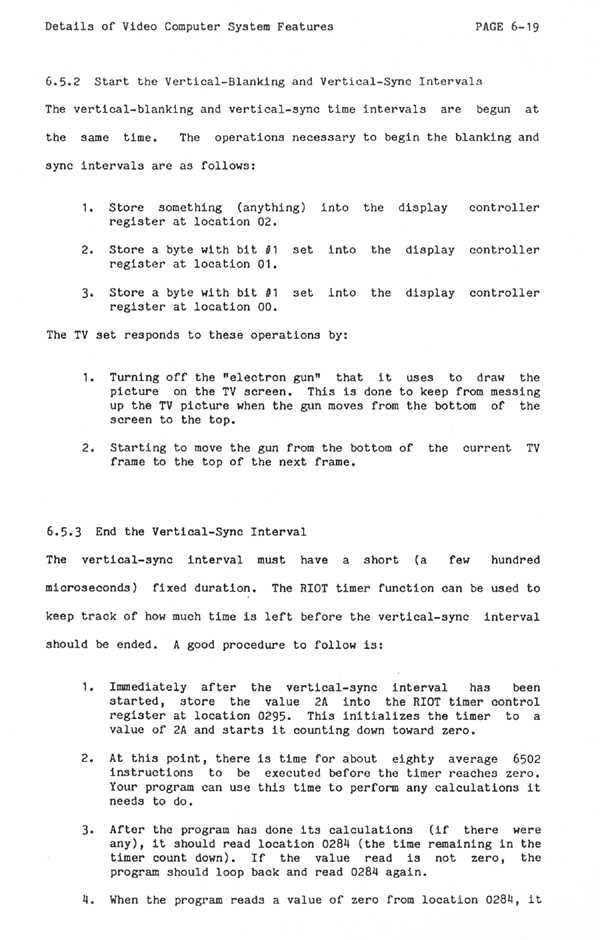 Details of Video Computer System Features PAGE 6-19
6.5.2 Start the Vertical-Blanking and Vertical-Sync Intervals
The vertical-blanking and vertical-sync time intervals are begun at
the same time. The operations necessary to begin the blanking and
sync intervals are as follows:
1. Store something (anything) into the display controller
register at location 02.
2. Store a byte with bit #1 set into the display controller
register at location 01.
3. Store a byte with bit #1 set into the display controller
register at location 00.
The TV set responds to these operations by:
1. Turning off the "electron gun" that it uses to draw the
picture on the TV screen. This is done to keep from messing
up the TV picture when the gun moves from the bottom of the
screen to the top.
2. Starting to move the gun from the bottom of the current TV
frame to the top of the next frame.
6.5.3 End the Vertical-Sync Interval
The vertical-sync interval must have a short (a few hundred
microseconds) fixed duration. The RIOT timer function can be used to
keep track of how much time is left before the vertical-sync interval
should be ended. A good procedure to follow is:
1. Immediately after the vertical-sync interval has been
started, store the value 2A into the RIOT timer control
register at location 0295. This initializes the timer to a
value of 2A and starts it counting down toward zero.
2. At this point, there is time for about eighty average 6502
instructions to be executed before the timer reaches zero.
Your program can use this time to perform any calculations it
needs to do.
3. After the program has done its calculations (if there were
any), it should read location 0284 (the time remaining in the
timer count down). If the value read is not zero, the
program should loop back and read 0284 again.
4. When the program reads a value of zero from location 0284, it